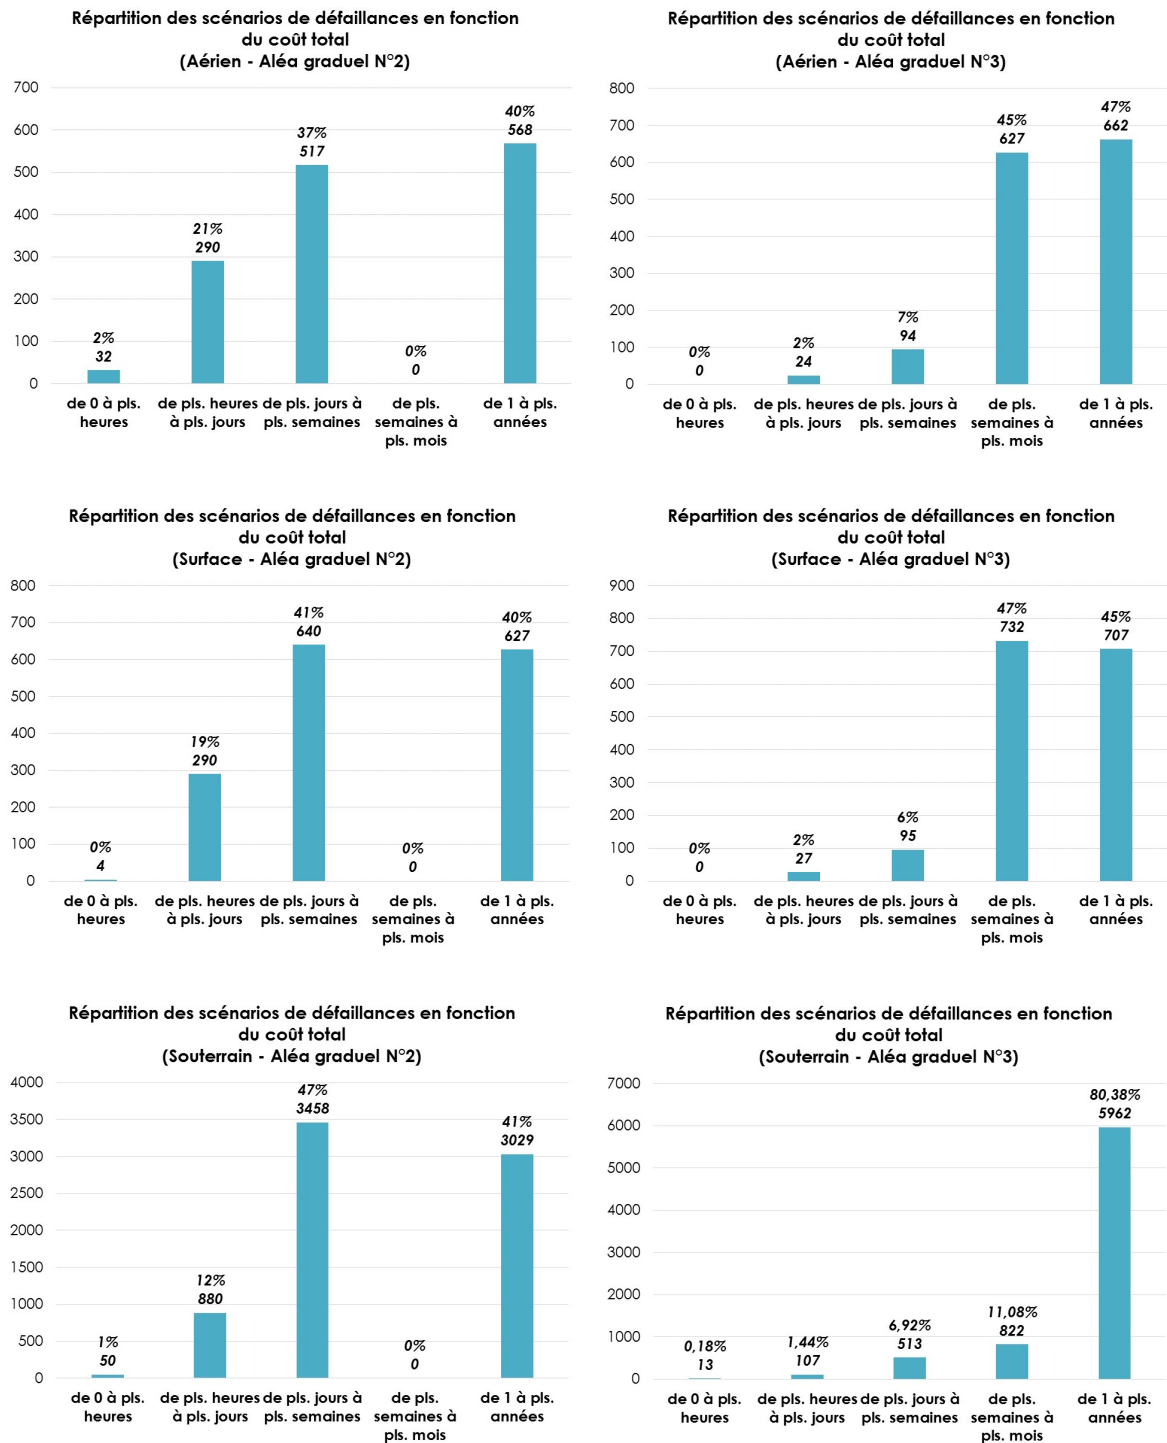 Répartition des scénarios de défaillances en fonction
du coût total
(Aérien - Aléa graduel N°2)
700
600
500
400
300
200
100
0
2%
32
21%
290
37%
517
0%
0
40%
568
de 0 à pls.
heures
de pls. heures
à pls. jours
de pls. jours à
pls. semaines
de pls.
semaines à
pls. mois
de 1 à pls.
années
Répartition des scénarios de défaillances en fonction
du coût total
(Aérien - Aléa graduel N°3)
800
700
600
500
400
300
200
100
0
0%
0
2%
24
7%
94
45%
627
47%
662
de 0 à pls.
heures
de pls. heures
à pls. jours
de pls. jours à
pls. semaines
de pls.
semaines à
pls. mois
de 1 à pls.
années
Répartition des scénarios de défaillances en fonction
du coût total
(Surface - Aléa graduel N°2)
800
700
600
500
400
300
200
100
0
0%
4
19%
290
41%
640
0%
0
40%
627
de 0 à pls.
heures
de pls. heures
à pls. jours
de pls. jours à
pls. semaines
de pls.
semaines à
pls. mois
de 1 à pls.
années
Répartition des scénarios de défaillances en fonction
du coût total
(Surface - Aléa graduel N°3)
900
800
700
600
500
400
300
200
100
0
0%
0
2%
27
6%
95
47%
732
45%
707
de 0 à pls.
heures
de pls. heures
à pls. jours
de pls. jours à
pls. semaines
de pls.
semaines à
pls. mois
de 1 à pls.
années
Répartition des scénarios de défaillances en fonction
du coût total
(Souterrain - Aléa graduel N°2)
4000
3500
3000
2500
2000
1500
1000
500
0
1%
50
12%
880
47%
3458
0%
0
41%
3029
de 0 à pls.
heures
de pls. heures
à pls. jours
de pls. jours à
pls. semaines
de pls.
semaines à
pls. mois
de 1 à pls.
années
Répartition des scénarios de défaillances en fonction
du coût total
(Souterrain - Aléa graduel N°3)
7000
6000
5000
4000
3000
2000
1000
0
0,18%
13
1,44%
107
6,92%
513
11,08%
822
80,38%
5962
de 0 à pls.
heures
de pls. heures
à pls. jours
de pls. jours à
pls. semaines
de pls.
semaines à
pls. mois
de 1 à pls.
années